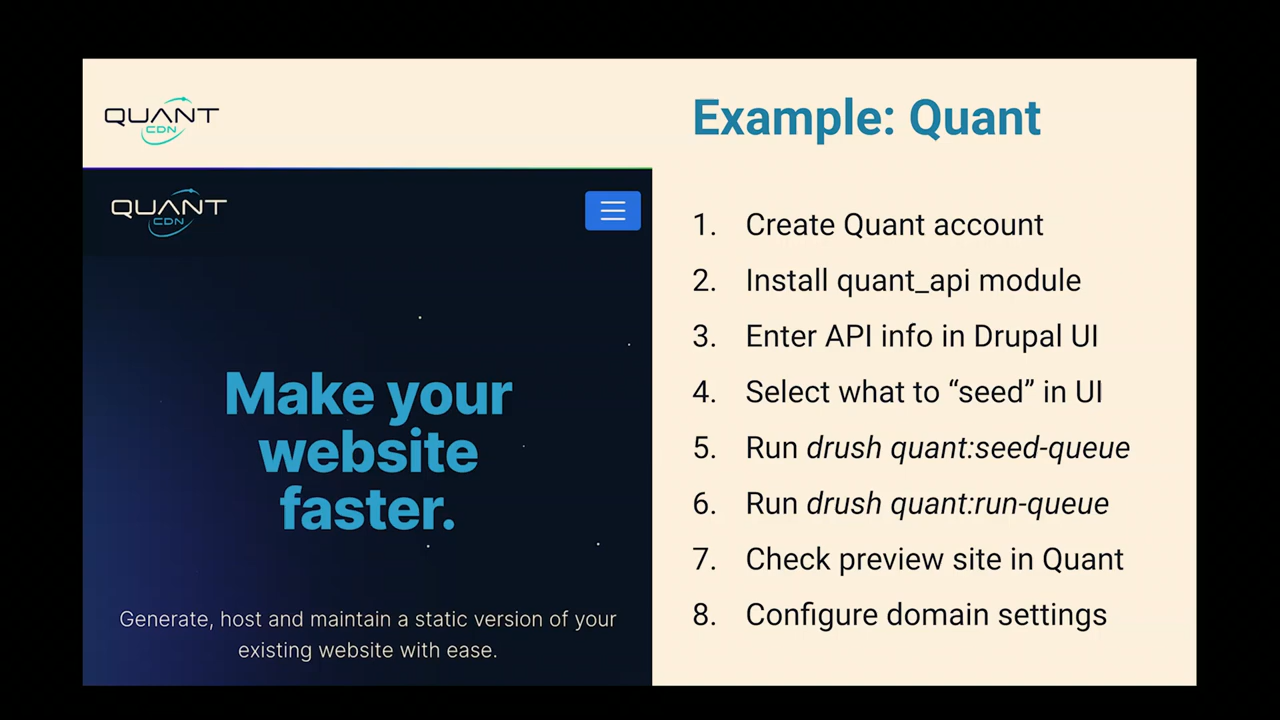 QUANT
CDN
QUANT
CDN
Make your
website
faster.
Generate, host and maintain a static version of your
existing website with ease.
Example: Quant
1. Create Quant account
2. Install quant_api module
3. Enter API info in Drupal UI
4. Select what to “seed” in UI
5. Run drush quant:seed-queue
6. Run drush quant:run-queue
7. Check preview site in Quant
8. Configure domain settings